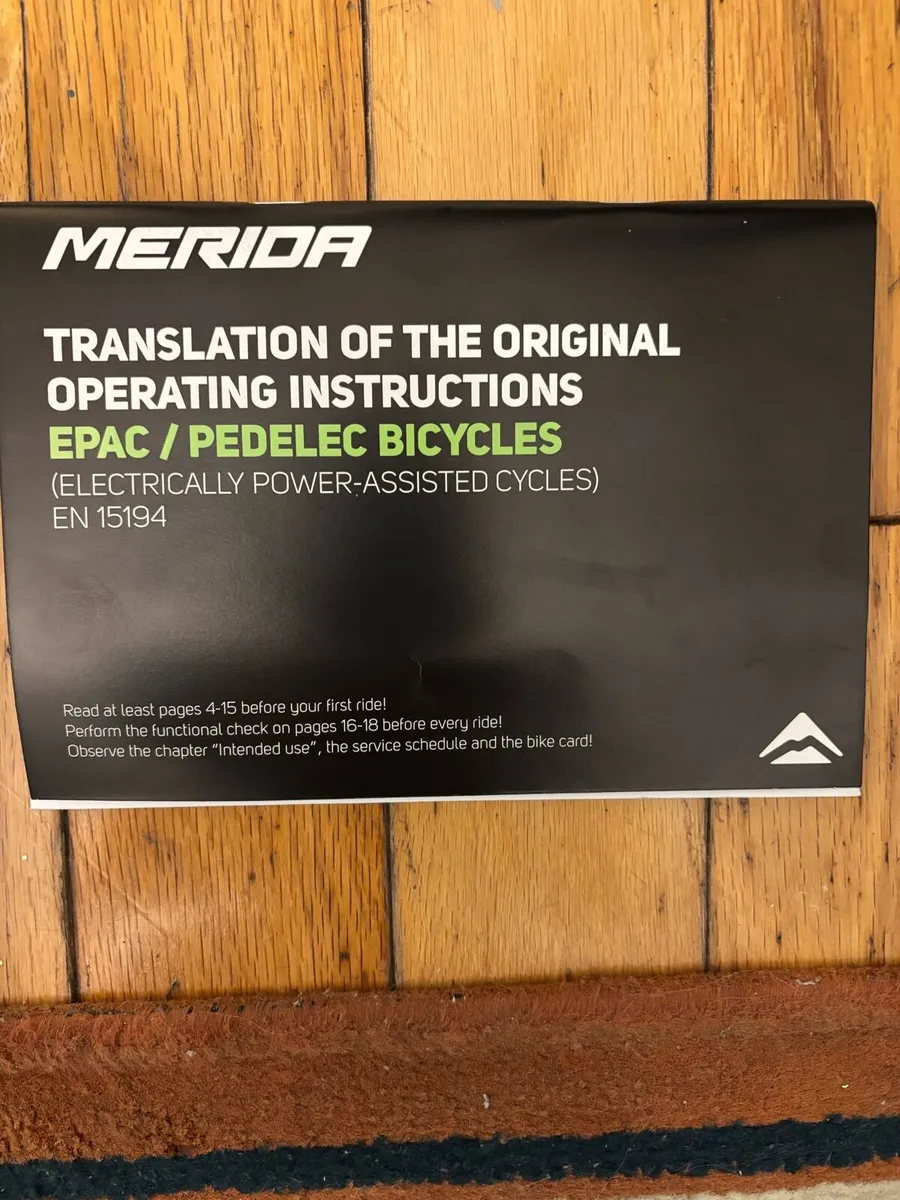 MERIDA
TRANSLATION OF THE ORIGINAL
OPERATING INSTRUCTIONS
EPAC / PEDELEC BICYCLES
(ELECTRICALLY POWER-ASSISTED CYCLES)
EN 15194
Read at least pages 4-15 before your first ride!
Perform the functional check on pages 16-18 before every ride!
Observe the chapter “Intended use”, the service schedule and the bike card!